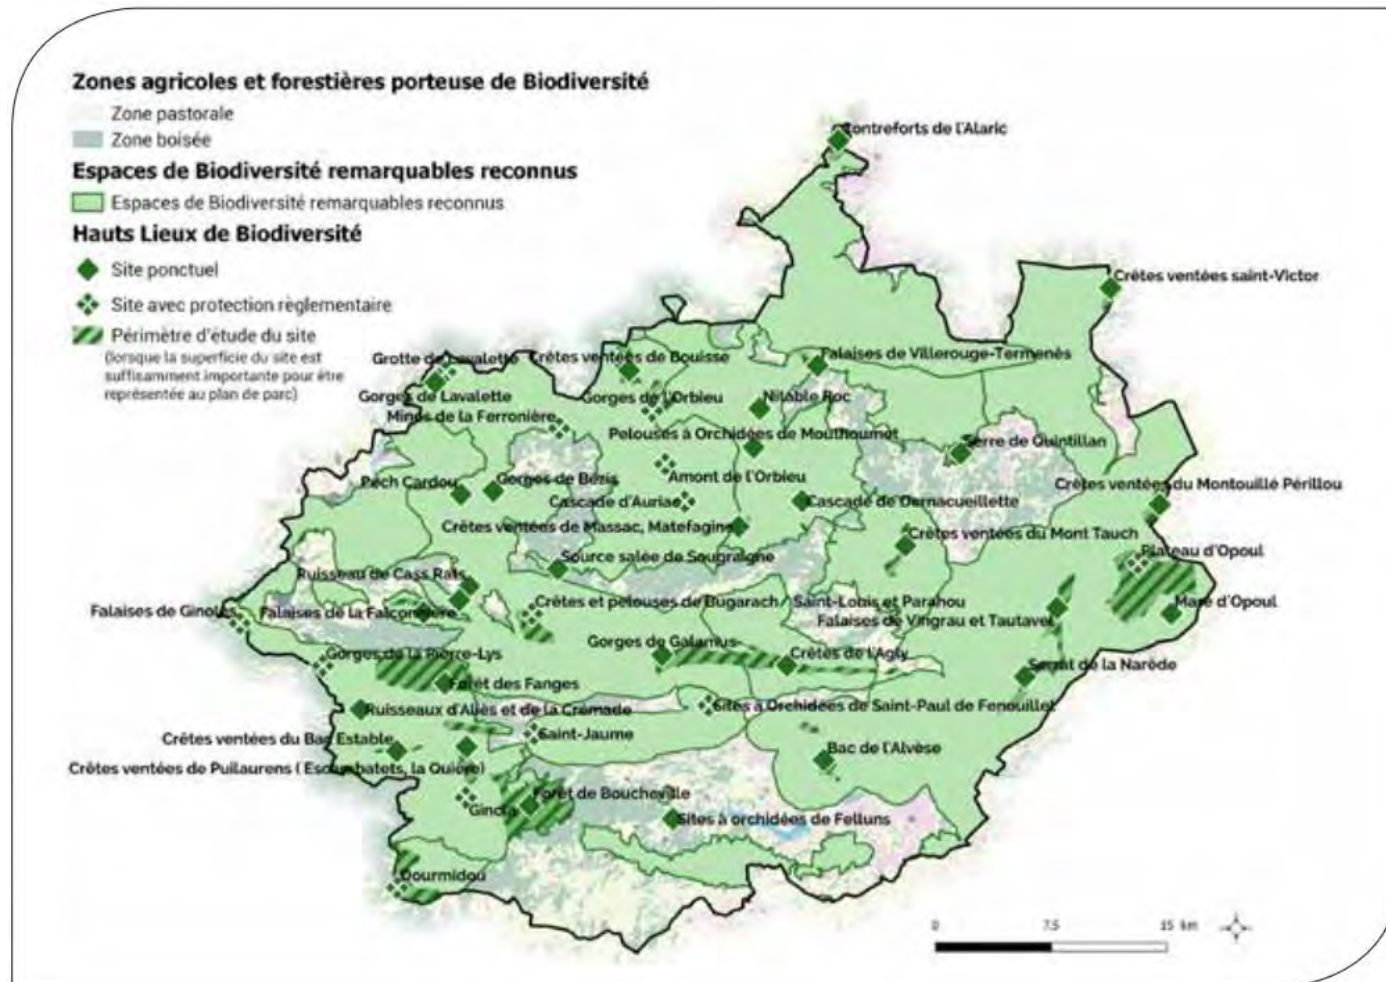 Zones agricoles et forestières porteuse de Biodiversité
Zone pastorale
Zone boisée
Espaces de Biodiversité remarquables reconnus
Espaces de Biodiversité remarquables reconnus
Hauts Lieux de Biodiversité
Site ponctuel
Site avec protection règlementaire
Périmètre d'étude du site
(lorsque la superficie du site est
suffisamment importante pour être
représentée au plan de parc)
Contreforts de l'Alaric
Crêtes ventées saint-Victor
Grotte de Lavalette
Crêtes ventées de Bouisse
Falaises de Villerouge-Termenès
Gorges de Lavalette
Gorges de l'Orbieu
Nitable Roc
Mines de la Ferronière
Pelouses à Orchidées de Mouthoumet
Serre de Quintillan
Pech Cardou
Gorges de Bézis
Amont de l'Orbieu
Crêtes ventées du Montoullié Périllou
Cascade d'Auriac
Cascade de Dernacueillette
Crêtes ventées de Massac, Matefagine
Crêtes ventées du Mont Tauch
Source salée de Sougraigne
Plateau d'Opoul
Ruisseau de Cass Rats
Falaises de Ginoles
Falaises de la Falconnière
Crêtes et pelouses de Bugarach / Saint-Louis et Parahou
Mare d'Opoul
Falaises de Vingrau et Tautavel
Gorges de Galamus
Gorges de la Pierre-Lys
Crêtes de l'Agly
Serrat de la Narède
Forêt des Fanges
Ruisseaux d'Aliès et de la Crémade
Sites à Orchidées de Saint-Paul de Fenouillet
Saint-Jaume
Crêtes ventées du Bac Estable
Bac de l'Alvèse
Crêtes ventées de Puilaurens ( Escambatets, la Quière)
Forêt de Boucheville
Gincla
Sites à orchidées de Felluns
Dourmidou
0 7.5 15 km